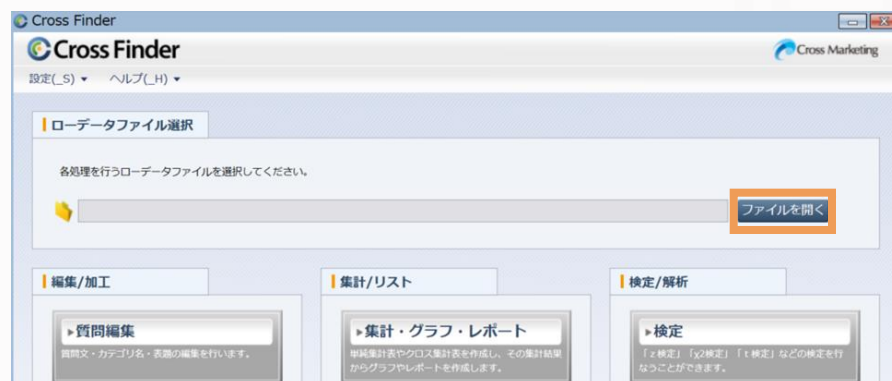 Cross Finder
Cross Finder
Cross Marketing
設定(_S) ▼ ヘルプ(_H) ▼
ローデータファイル選択
各処理を行うローデータファイルを選択してください。
ファイルを開く
編集/加工
集計/リスト
検定/解析
▶質問編集
質問文・カテゴリ名・表題の編集を行います。
▶集計・グラフ・レポート
単純集計表やクロス集計表を作成し、その集計結果
からグラフやレポートを作成します。
▶検定
「z検定」「χ2検定」「t検定」などの検定を行
なうことができます。